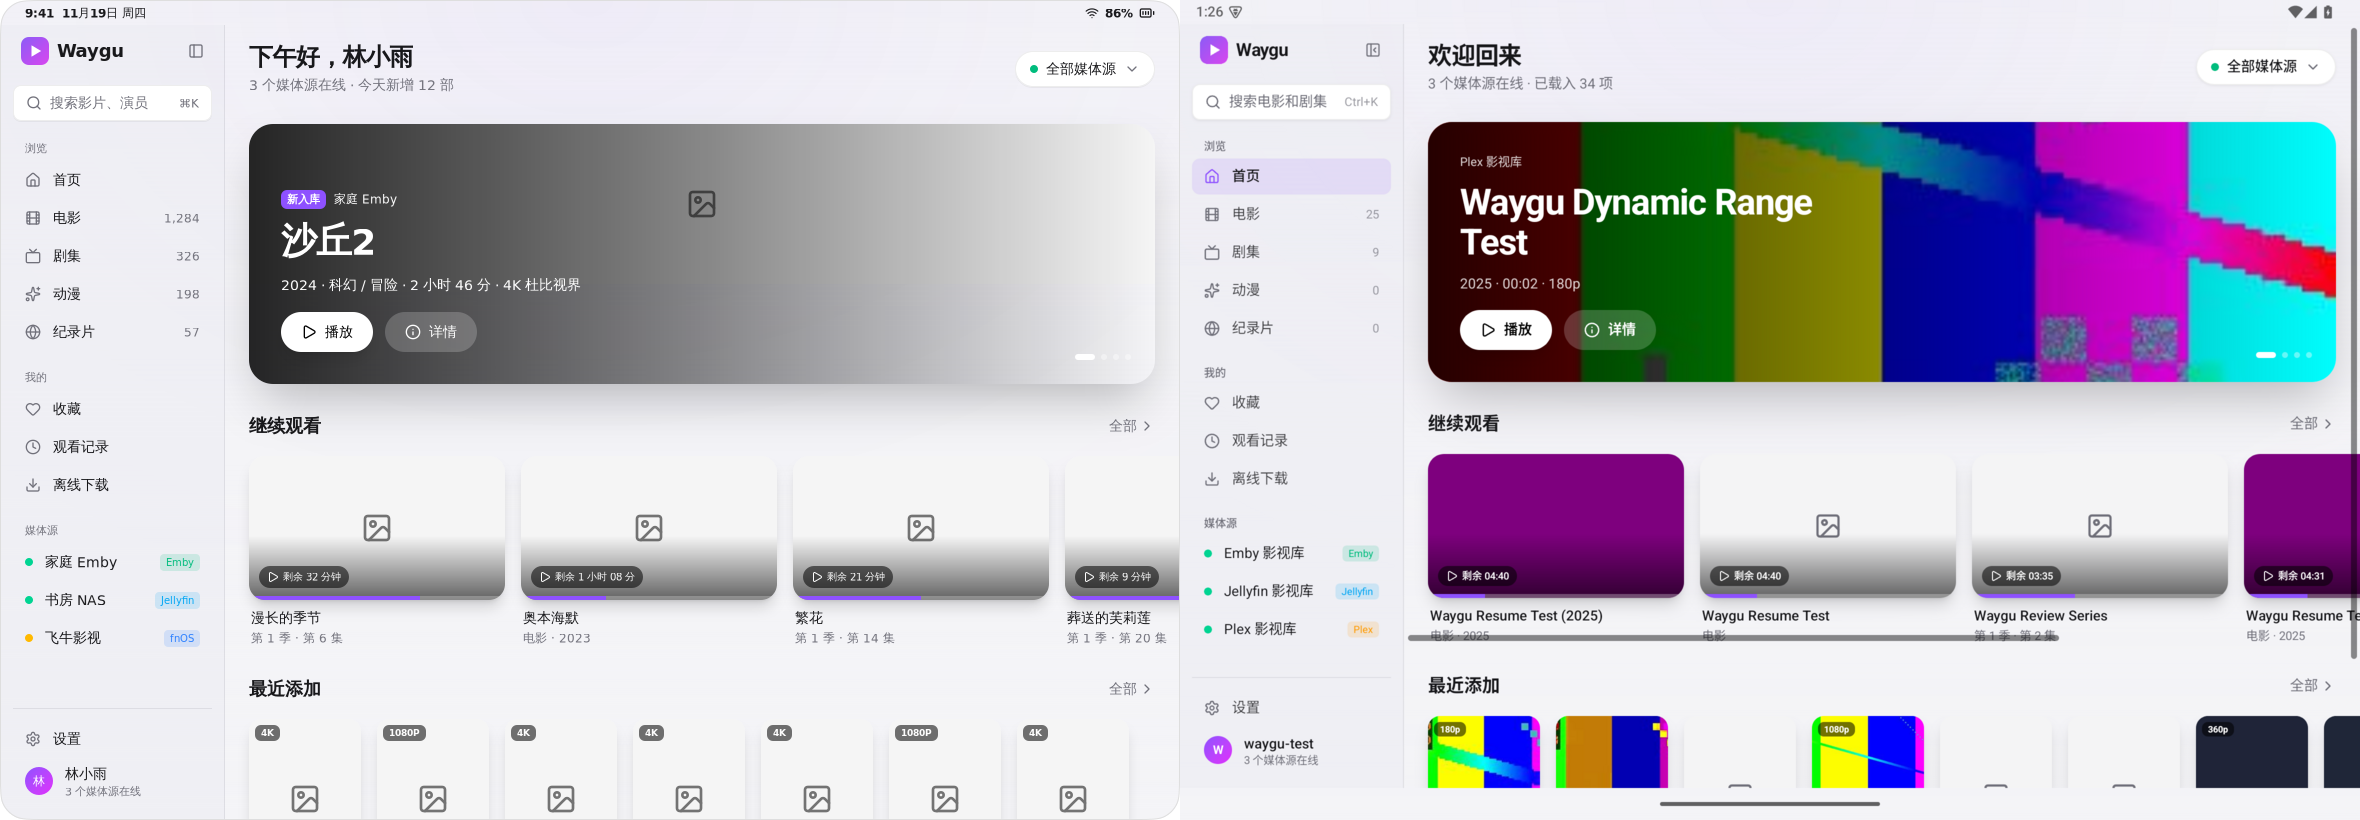 9:41 11月19日 周四
86%
Waygu
搜索影片、演员 ⌘K
浏览
首页
电影 1,284
剧集 326
动漫 198
纪录片 57
我的
收藏
观看记录
离线下载
媒体源
家庭 Emby Emby
书房 NAS Jellyfin
飞牛影视 fnOS
设置
林 林小雨
3 个媒体源在线
下午好，林小雨
3 个媒体源在线 · 今天新增 12 部
全部媒体源
新入库 家庭 Emby
沙丘2
2024 · 科幻 / 冒险 · 2 小时 46 分 · 4K 杜比视界
播放 详情
继续观看 全部
剩余 32 分钟 剩余 1 小时 08 分 剩余 21 分钟 剩余 9 分钟
漫长的季节 奥本海默 繁花 葬送的芙莉莲
第 1 季 · 第 6 集 电影 · 2023 第 1 季 · 第 14 集 第 1 季 · 第 20 集
最近添加 全部
4K 1080P 4K 4K 4K 1080P 4K
1:26
Waygu
搜索电影和剧集 Ctrl+K
浏览
首页
电影 25
剧集 9
动漫 0
纪录片 0
我的
收藏
观看记录
离线下载
媒体源
Emby 影视库 Emby
Jellyfin 影视库 Jellyfin
Plex 影视库 Plex
设置
W waygu-test
3 个媒体源在线
欢迎回来
3 个媒体源在线 · 已载入 34 项
全部媒体源
Plex 影视库
Waygu Dynamic Range
Test
2025 · 00:02 · 180p
播放 详情
继续观看 全部
剩余 04:40 剩余 04:40 剩余 03:35 剩余 04:31
Waygu Resume Test (2025) Waygu Resume Test Waygu Review Series Waygu Resume Te
电影 · 2025 电影 第 1 季 · 第 2 集 电影 · 2025
最近添加 全部
180p 1080p 360p